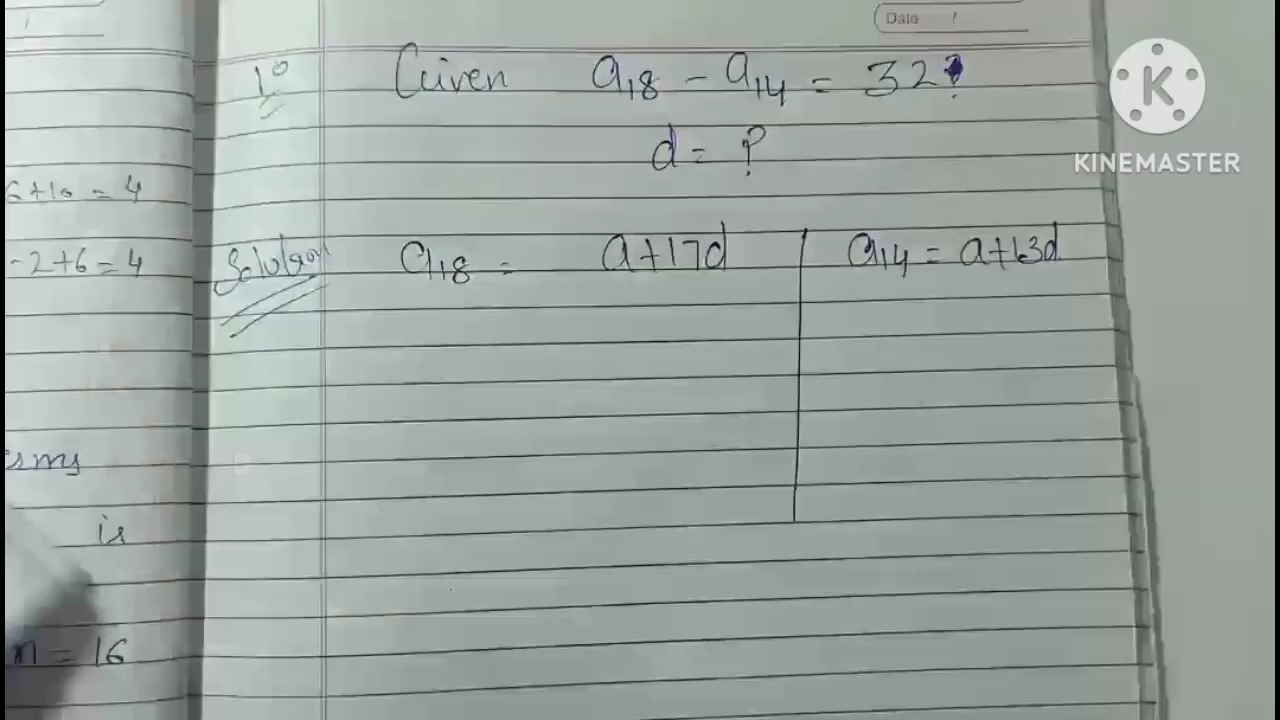 Date /
1° Given a18 - a14 = 32?
d = ?
6+10 = 4
-2+6 = 4
Solution a18 = a+17d | a14 = a+13d
is
n = 16
K
KINEMASTER